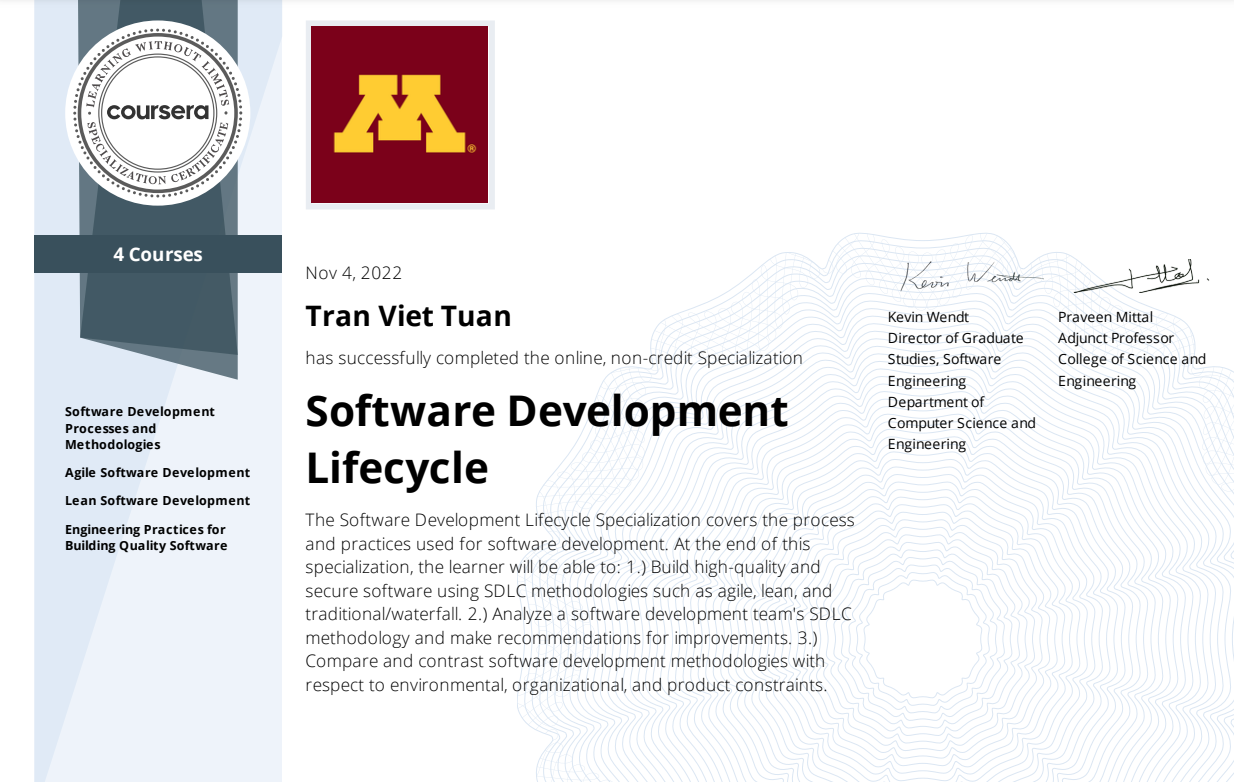 LEARNING WITHOUT LIMITS
coursera
SPECIALIZATION CERTIFICATE
4 Courses
Software Development
Processes and
Methodologies
Agile Software Development
Lean Software Development
Engineering Practices for
Building Quality Software
M®
Nov 4, 2022
Tran Viet Tuan
has successfully completed the online, non-credit Specialization
Software Development
Lifecycle
The Software Development Lifecycle Specialization covers the process
and practices used for software development. At the end of this
specialization, the learner will be able to: 1.) Build high-quality and
secure software using SDLC methodologies such as agile, lean, and
traditional/waterfall. 2.) Analyze a software development team's SDLC
methodology and make recommendations for improvements. 3.)
Compare and contrast software development methodologies with
respect to environmental, organizational, and product constraints.
Kevin Wendt
Kevin Wendt
Director of Graduate
Studies, Software
Engineering
Department of
Computer Science and
Engineering
Praveen Mittal
Adjunct Professor
College of Science and
Engineering